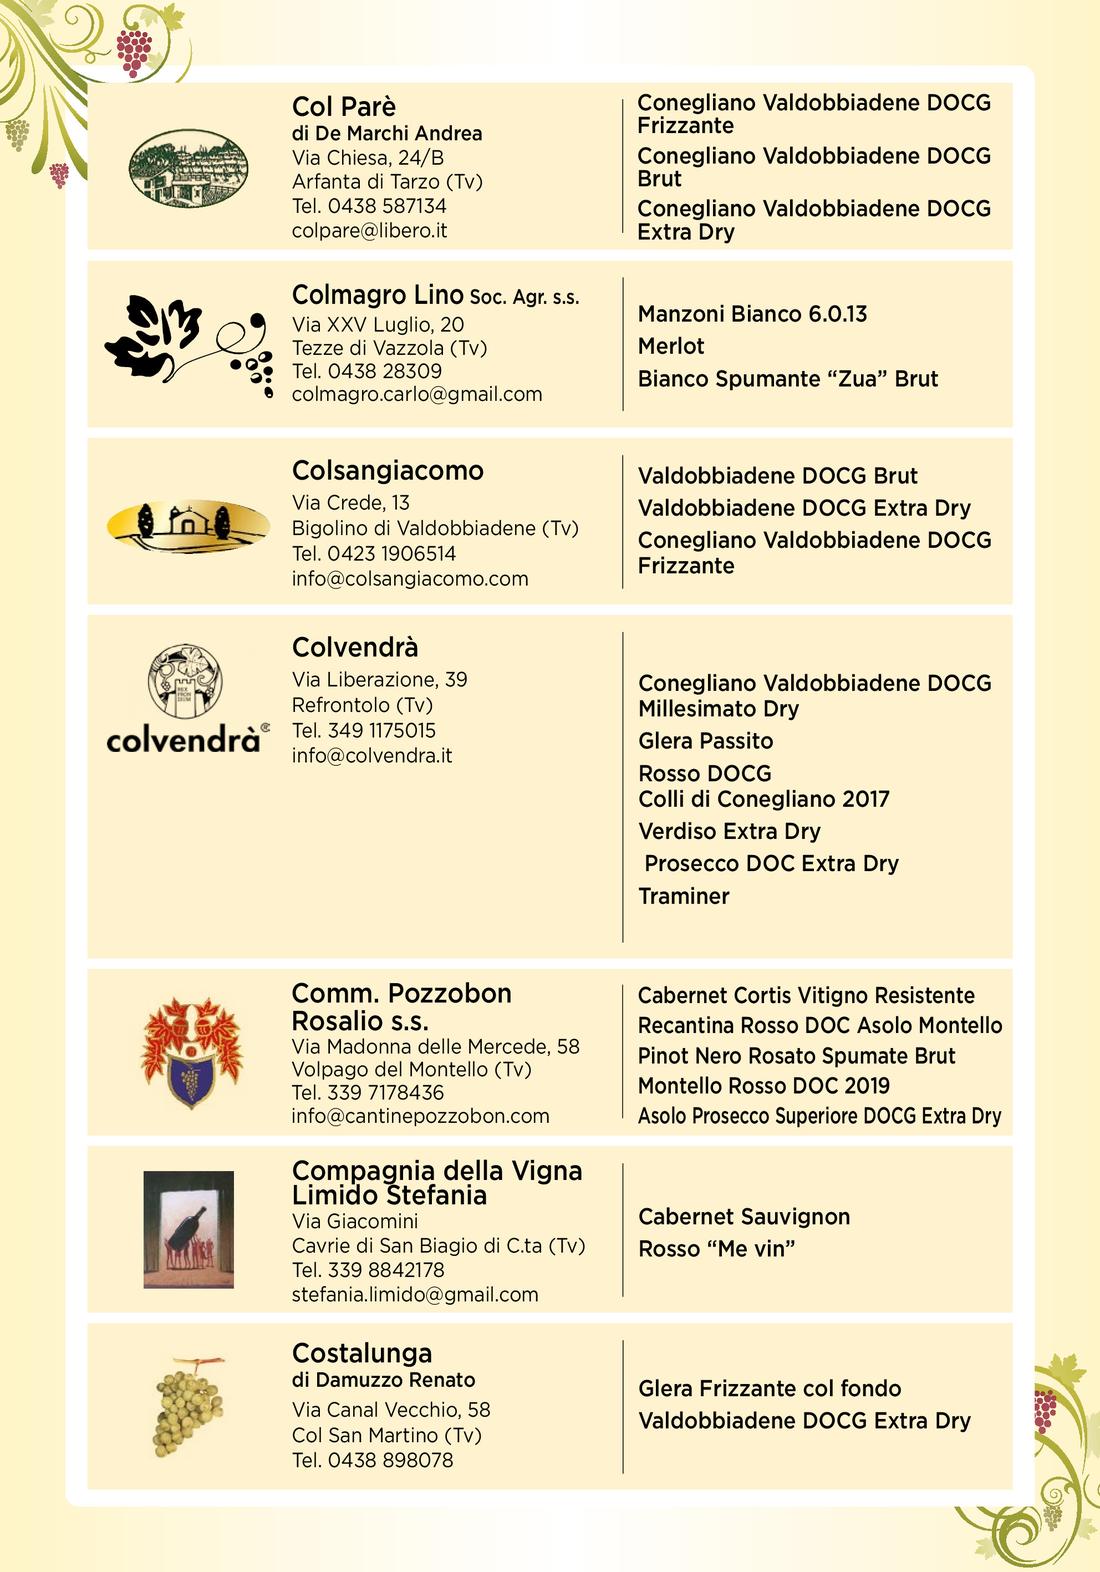 Col Parè
di De Marchi Andrea
Via Chiesa, 24/B
Arfanta di Tarzo (Tv)
Tel. 0438 587134
colpare@libero.it
Conegliano Valdobbiadene DOCG
Frizzante
Conegliano Valdobbiadene DOCG
Brut
Conegliano Valdobbiadene DOCG
Extra Dry
Colmagro Lino Soc. Agr. s.s.
Via XXV Luglio, 20
Tezze di Vazzola (Tv)
Tel. 0438 28309
colmagro.carlo@gmail.com
Manzoni Bianco 6.0.13
Merlot
Bianco Spumante “Zua” Brut
Colsangiacomo
Via Crede, 13
Bigolino di Valdobbiadene (Tv)
Tel. 0423 1906514
info@colsangiacomo.com
Valdobbiadene DOCG Brut
Valdobbiadene DOCG Extra Dry
Conegliano Valdobbiadene DOCG
Frizzante
colvendrà
Colvendrà
Via Liberazione, 39
Refrontolo (Tv)
Tel. 349 1175015
info@colvendra.it
Conegliano Valdobbiadene DOCG
Millesimato Dry
Glera Passito
Rosso DOCG
Colli di Conegliano 2017
Verdiso Extra Dry
Prosecco DOC Extra Dry
Traminer
Comm. Pozzobon
Rosalio s.s.
Via Madonna delle Mercede, 58
Volpago del Montello (Tv)
Tel. 339 7178436
info@cantinepozzobon.com
Cabernet Cortis Vitigno Resistente
Recantina Rosso DOC Asolo Montello
Pinot Nero Rosato Spumate Brut
Montello Rosso DOC 2019
Asolo Prosecco Superiore DOCG Extra Dry
Compagnia della Vigna
Limido Stefania
Via Giacomini
Cavrie di San Biagio di C.ta (Tv)
Tel. 339 8842178
stefania.limido@gmail.com
Cabernet Sauvignon
Rosso “Me vin”
Costalunga
di Damuzzo Renato
Via Canal Vecchio, 58
Col San Martino (Tv)
Tel. 0438 898078
Glera Frizzante col fondo
Valdobbiadene DOCG Extra Dry